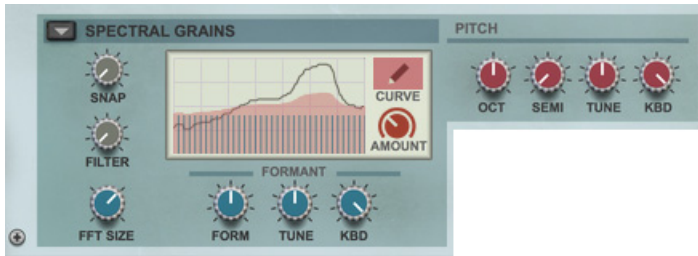 SPECTRAL GRAINS
PITCH
SNAP
CURVE
OCT SEMI TUNE KBD
FILTER
AMOUNT
FORMANT
FFT SIZE FORM TUNE KBD